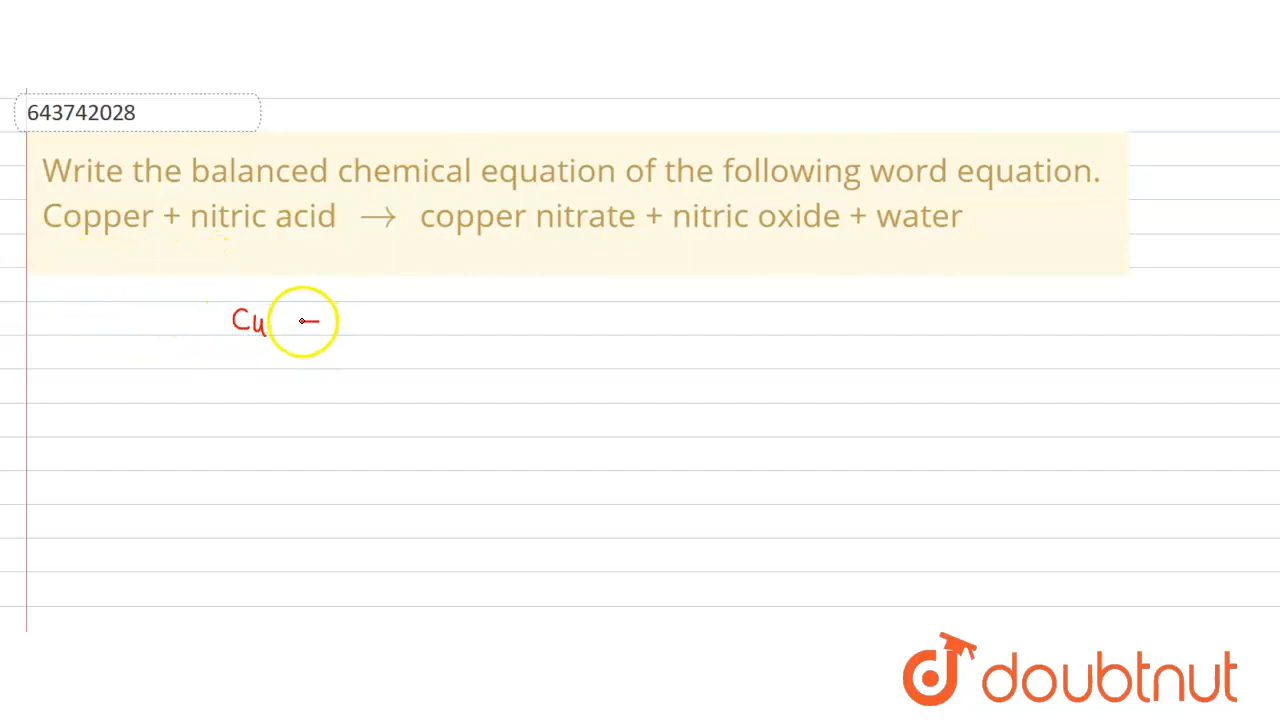 643742028
Write the balanced chemical equation of the following word equation.
Copper + nitric acid → copper nitrate + nitric oxide + water
Cu –
doubtnut